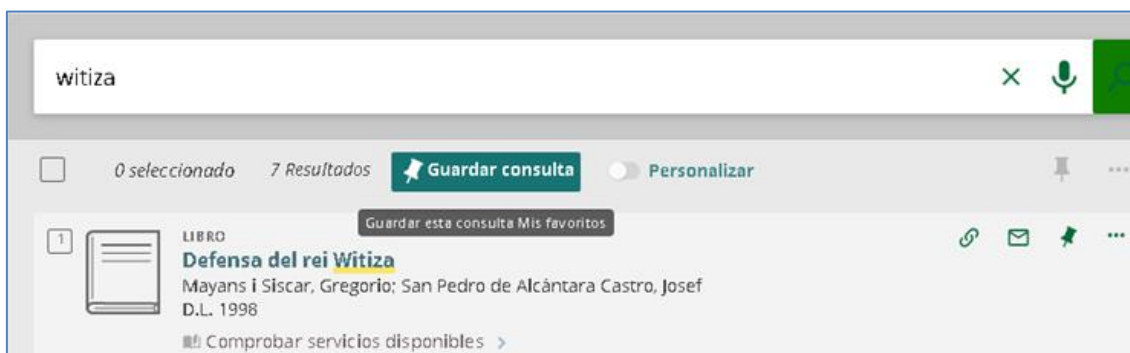 witiza
0 seleccionado 7 Resultados Guardar consulta Personalizar
Guardar esta consulta Mis favoritos
1
LIBRO
Defensa del rei Witiza
Mayans i Siscar, Gregorio; San Pedro de Alcántara Castro, Josef
D.L. 1998
Comprobar servicios disponibles >